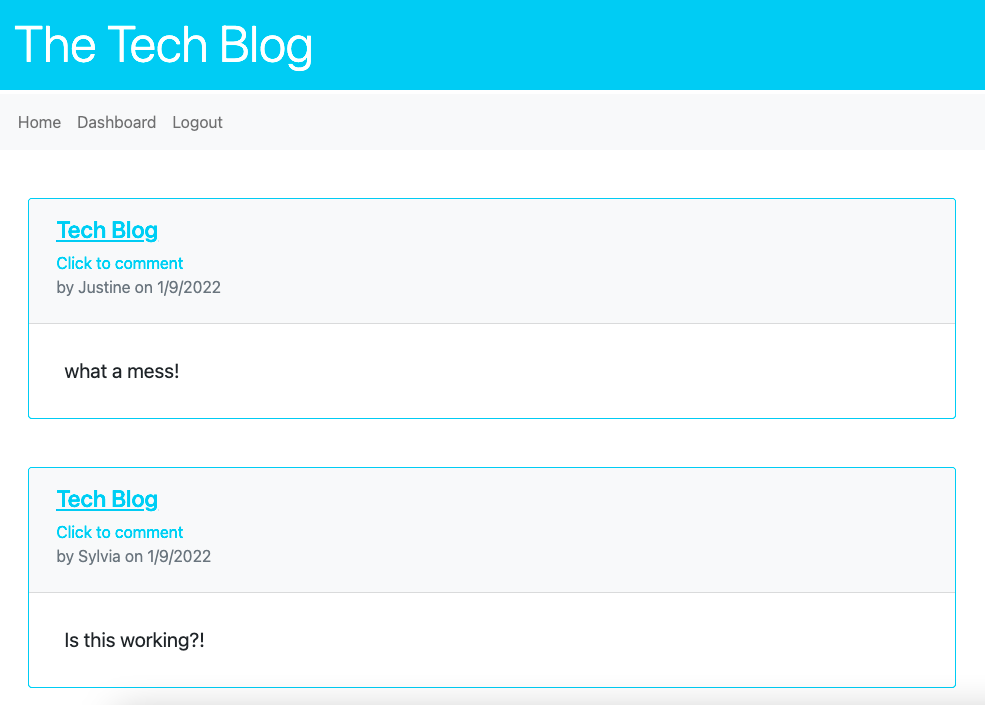 The Tech Blog
Home Dashboard Logout
Tech Blog
Click to comment
by Justine on 1/9/2022
what a mess!
Tech Blog
Click to comment
by Sylvia on 1/9/2022
Is this working?!